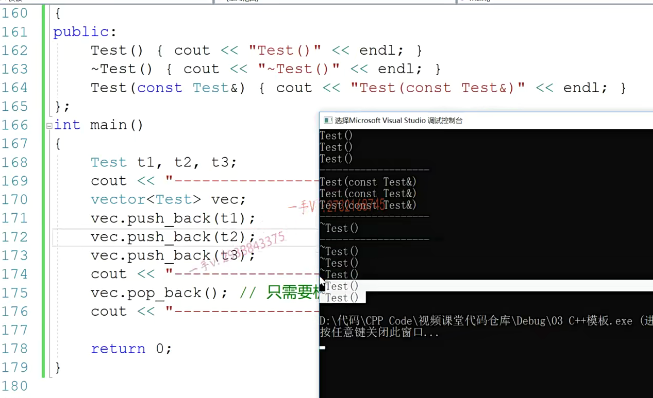 160 {
161 public:
162 Test() { cout << "Test()" << endl; }
163 ~Test() { cout << "~Test()" << endl; }
164 Test(const Test&) { cout << "Test(const Test&)" << endl; }
165 };
166 int main()
167 {
168 Test t1, t2, t3;
169 cout << "-----------------
170 vector<Test> vec;
171 vec.push_back(t1);
172 vec.push_back(t2);
173 vec.push_back(t3);
174 cout << "-----------------
175 vec.pop_back(); // 只需要
176 cout << "-----------------
177
178 return 0;
179 }
180
选择Microsoft Visual Studio 调试控制台
Test()
Test()
Test()
--------------------
Test(const Test&)
Test(const Test&)
Test(const Test&)
--------------------
~Test()
--------------------
~Test()
~Test()
~Test()
~Test()
~Test()
D:\代码\CPP Code\视频课堂代码仓库\Debug\03 C++模板.exe (进
按任意键关闭此窗口...